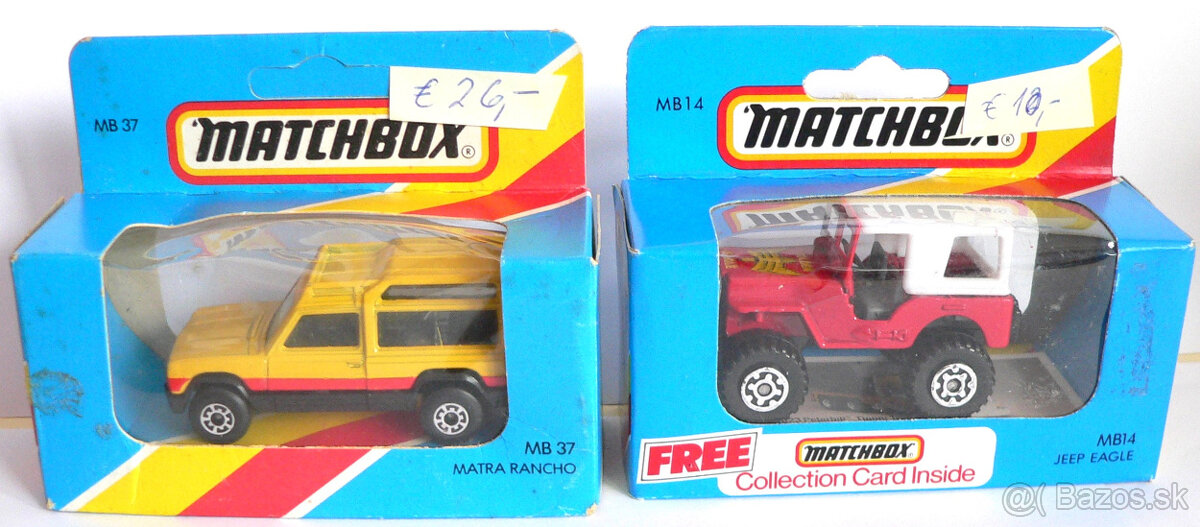 MB 37
MATCHBOX®
€ 26,-
MB 37
MATRA RANCHO
MB14
MATCHBOX®
MB14
JEEP EAGLE
FREE
MATCHBOX
Collection Card Inside
@( Bazos.sk